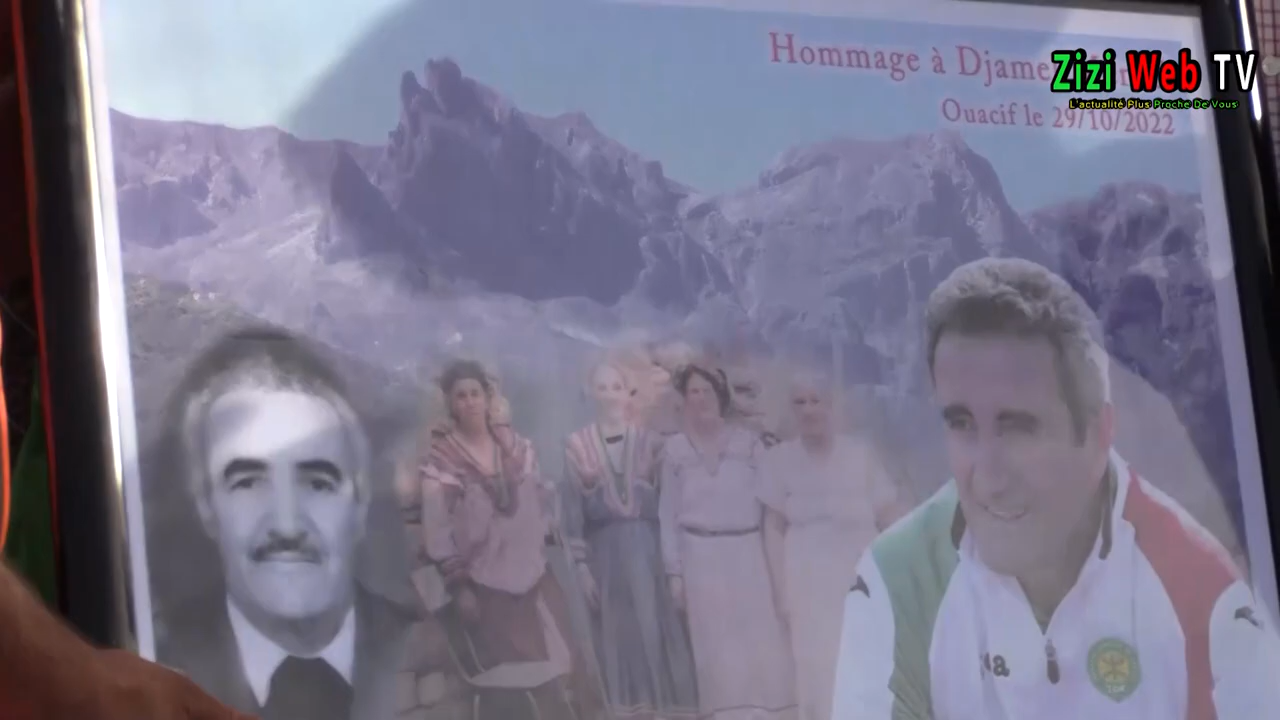 Hommage à
Ouacif le 29/10/2022
Zizi Web TV
L'actualité Plus Proche De Vous